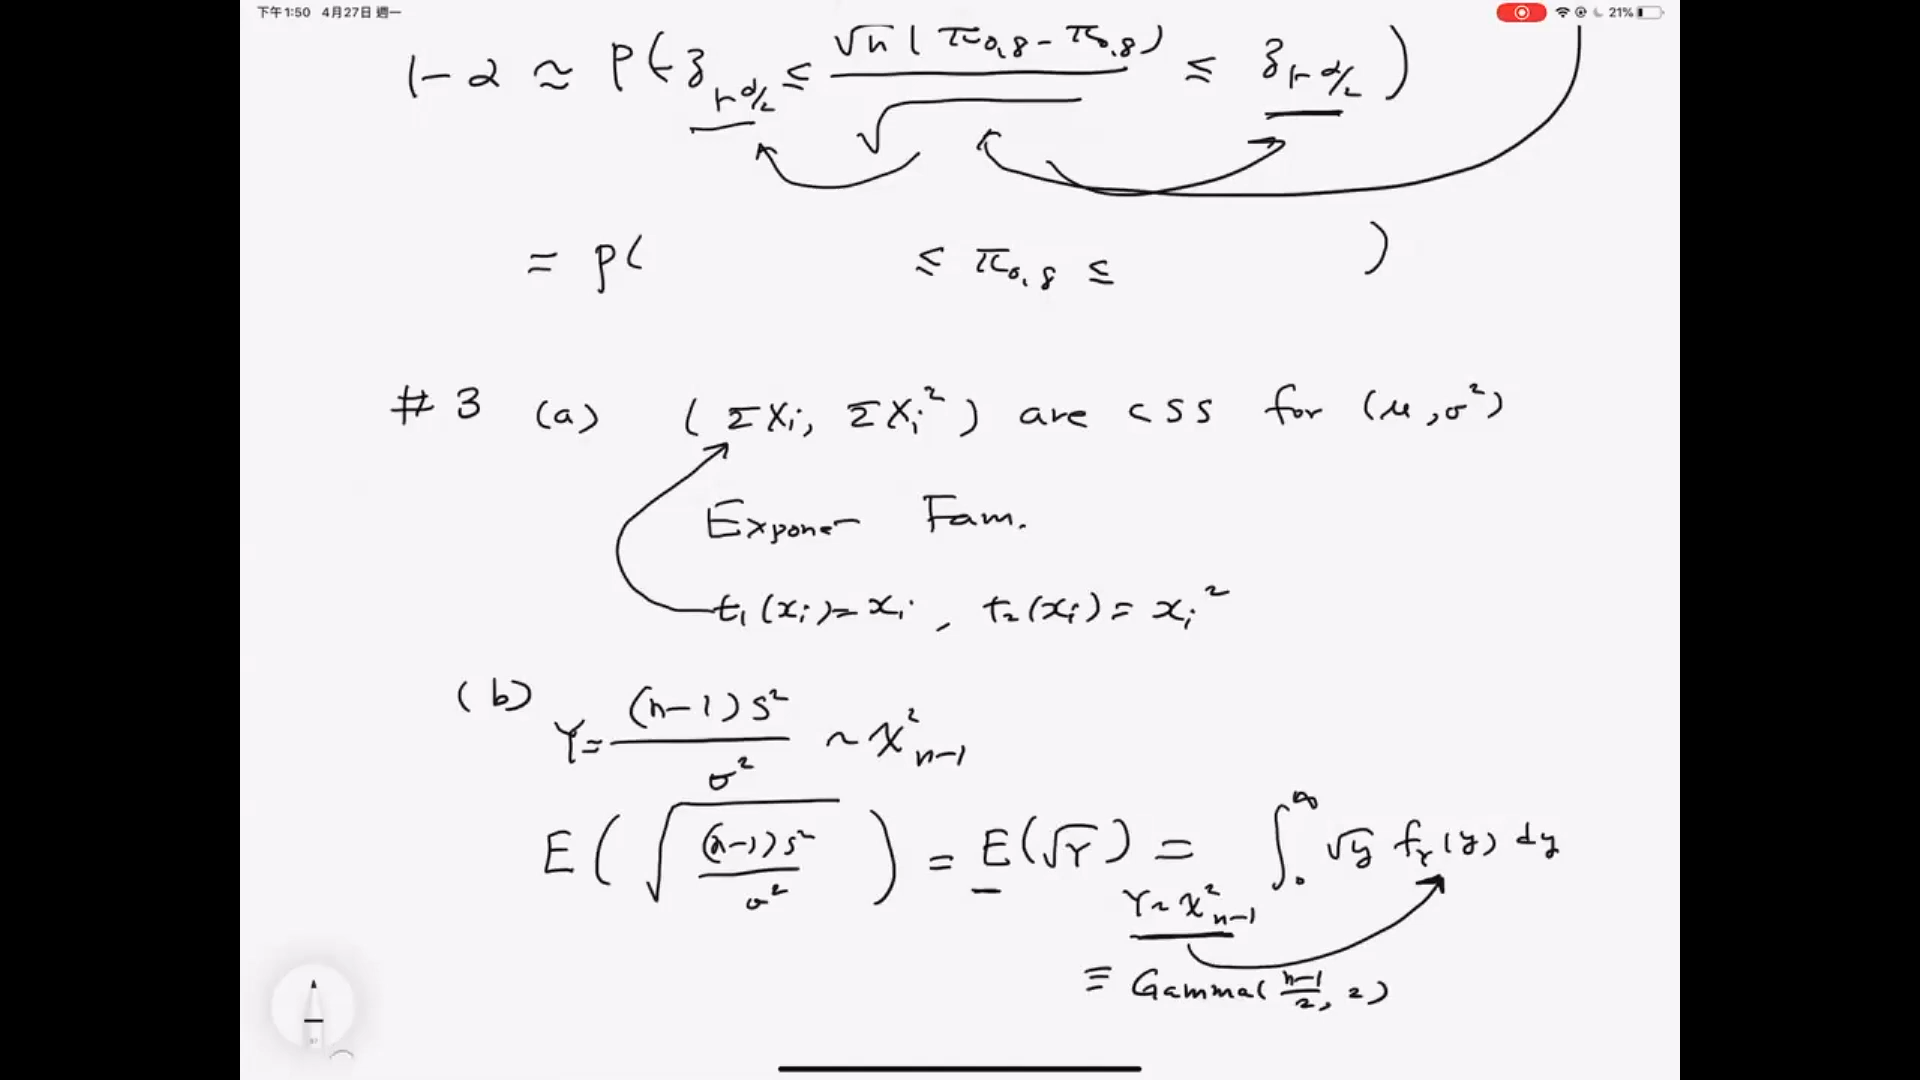 下午1:50 4月27日 週一 21%
1-α ≈ P(-z_{1-α/2} ≤ √n(π̂_{0.8} - π_{0.8}) / √ ≤ z_{1-α/2})
= P( ≤ π_{0.8} ≤ )
#3 (a) (ΣXi, ΣXi²) are CSS for (μ, σ²)
Exponen Fam.
t₁(xi) = xi, t₂(xi) = xi²
(b) Y = (n-1)S² / σ² ~ χ²_{n-1}
E(√((n-1)S² / σ²)) = E(√Y) = ∫₀^∞ √y f_Y(y) dy
Y ~ χ²_{n-1}
≡ Gamma((n-1)/2, 2)